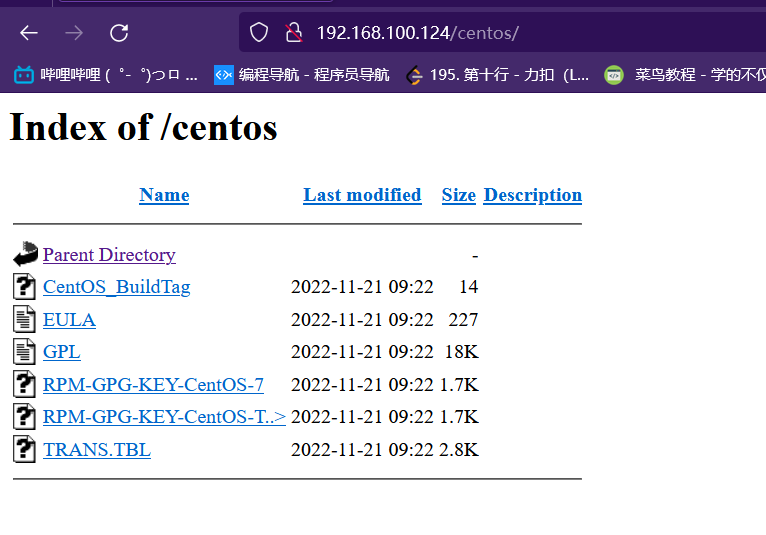 192.168.100.124/centos/
哔哩哔哩 ( ゜- ゜)つロ ... 编程导航 - 程序员导航 195. 第十行 - 力扣（L... 菜鸟教程 - 学的不仅
Index of /centos
Name Last modified Size Description
Parent Directory -
CentOS_BuildTag 2022-11-21 09:22 14
EULA 2022-11-21 09:22 227
GPL 2022-11-21 09:22 18K
RPM-GPG-KEY-CentOS-7 2022-11-21 09:22 1.7K
RPM-GPG-KEY-CentOS-T..> 2022-11-21 09:22 1.7K
TRANS.TBL 2022-11-21 09:22 2.8K